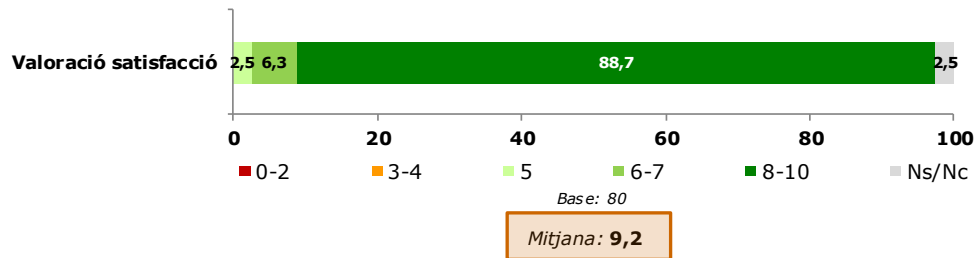 Valoració satisfacció 2,5 6,3 88,7 2,5
0 20 40 60 80 100
0-2 3-4 5 6-7 8-10 Ns/Nc
Base: 80
Mitjana: 9,2